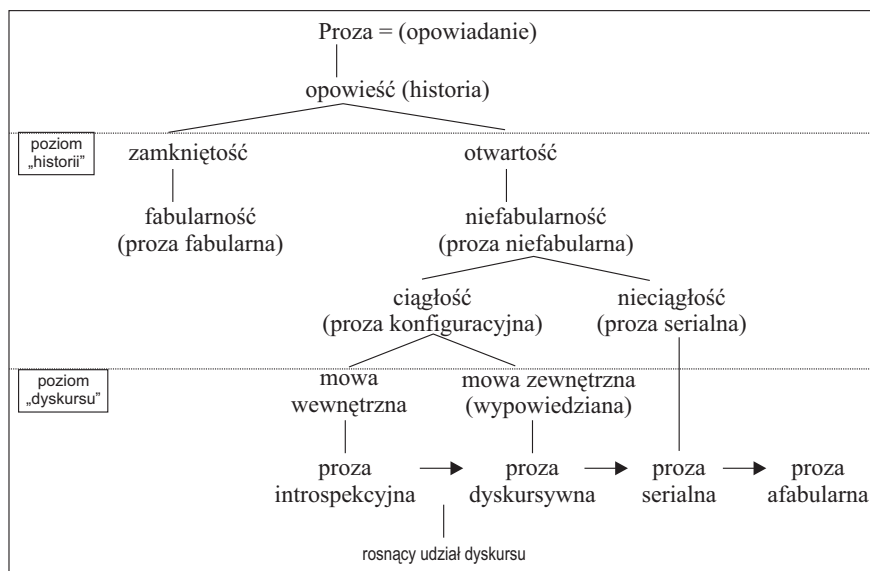 Proza = (opowiadanie)
opowieść (historia)
poziom
„historii”
zamkniętość
otwartość
fabularność
(proza fabularna)
niefabularność
(proza niefabularna)
ciągłość
(proza konfiguracyjna)
nieciągłość
(proza serialna)
poziom
„dyskursu”
mowa
wewnętrzna
mowa zewnętrzna
(wypowiedziana)
proza
introspekcyjna
proza
dyskursywna
proza
serialna
proza
afabularna
rosnący udział dyskursu